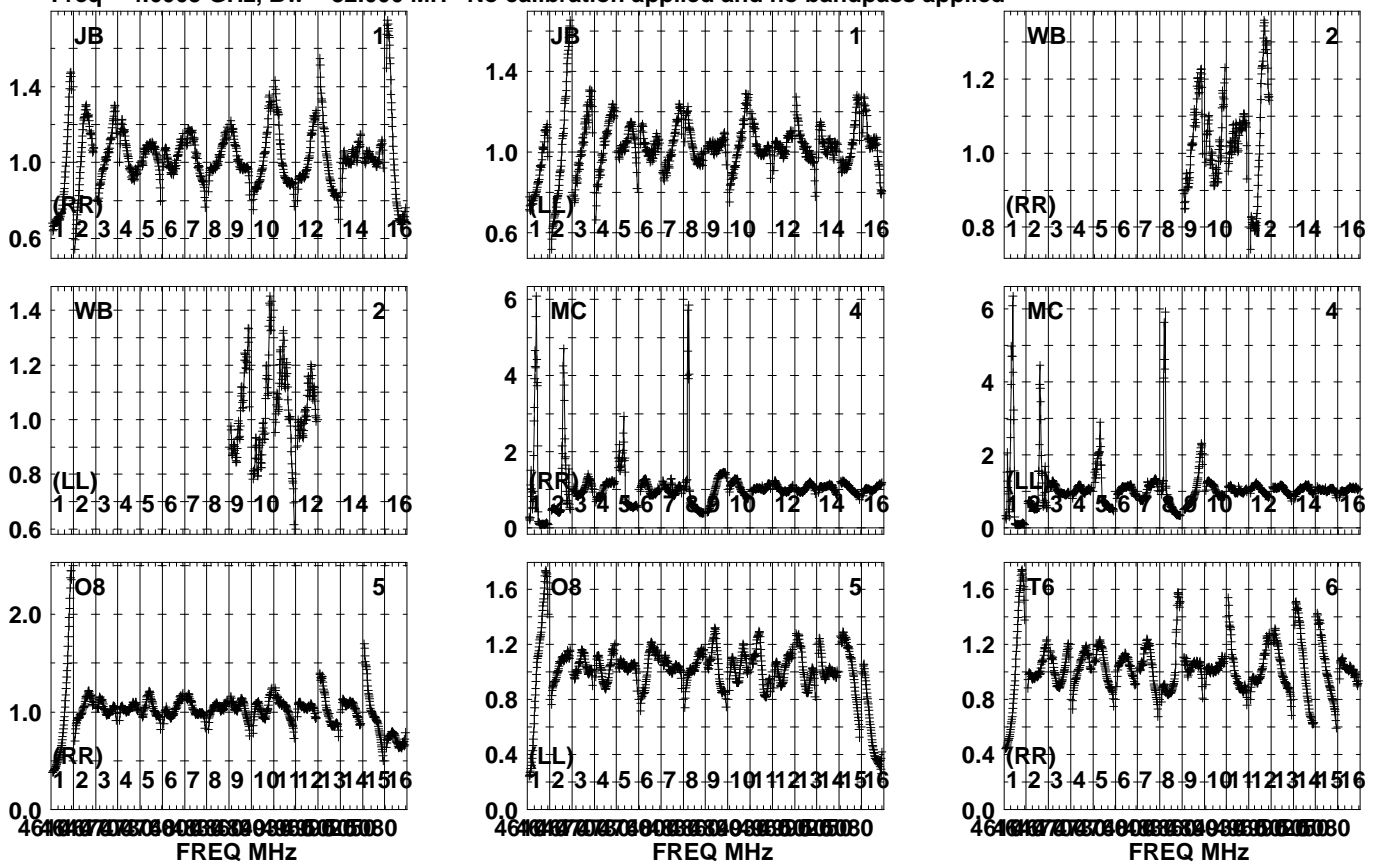 JB 1
1.4
1.0
0.6
(RR)
1 2 3 4 5 6 7 8 9 10 12 14 16
JB 1
1.4
1.0
0.6
(LL)
1 2 3 4 5 6 7 8 9 10 12 14 16
WB 2
1.2
1.0
0.8
(RR)
1 2 3 4 5 6 7 8 9 10 12 14 16
WB 2
1.4
1.2
1.0
0.8
0.6
(LL)
1 2 3 4 5 6 7 8 9 10 12 14 16
MC 4
6
4
2
0
(RR)
1 2 3 4 5 6 7 8 9 10 12 14 16
MC 4
6
4
2
0
(LL)
1 2 3 4 5 6 7 8 9 10 12 14 16
O8 5
2.0
1.0
0.0
(RR)
1 2 3 4 5 6 7 8 9 10 11 12 13 14 15 16
FREQ MHz
O8 5
1.6
1.2
0.8
0.4
0.0
(LL)
1 2 3 4 5 6 7 8 9 10 11 12 13 14 15 16
FREQ MHz
T6 6
1.6
1.2
0.8
0.4
0.0
(RR)
1 2 3 4 5 6 7 8 9 10 11 12 13 14 15 16
FREQ MHz